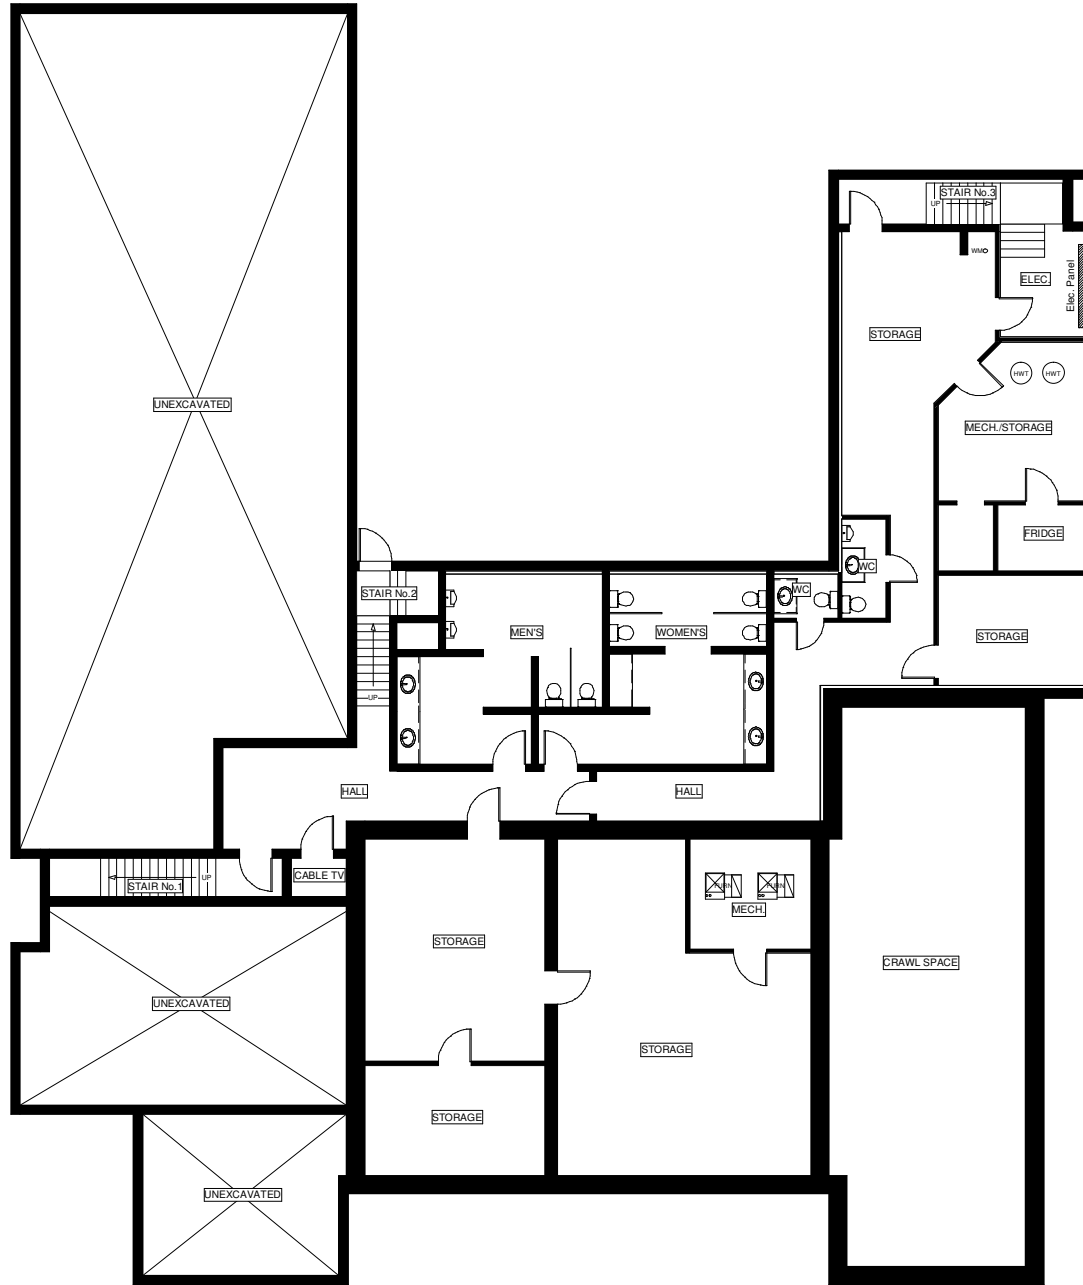 STAIR No.3
UP
WM
ELEC.
Elec. Panel
STORAGE
HWT
HWT
UNEXCAVATED
MECH./STORAGE
FRIDGE
WC
STAIR No.2
WC
MEN'S
WOMEN'S
STORAGE
UP
HALL
HALL
CABLE TV
UP
STAIR No.1
FURN
FURN
MECH.
STORAGE
CRAWL SPACE
UNEXCAVATED
STORAGE
STORAGE
UNEXCAVATED